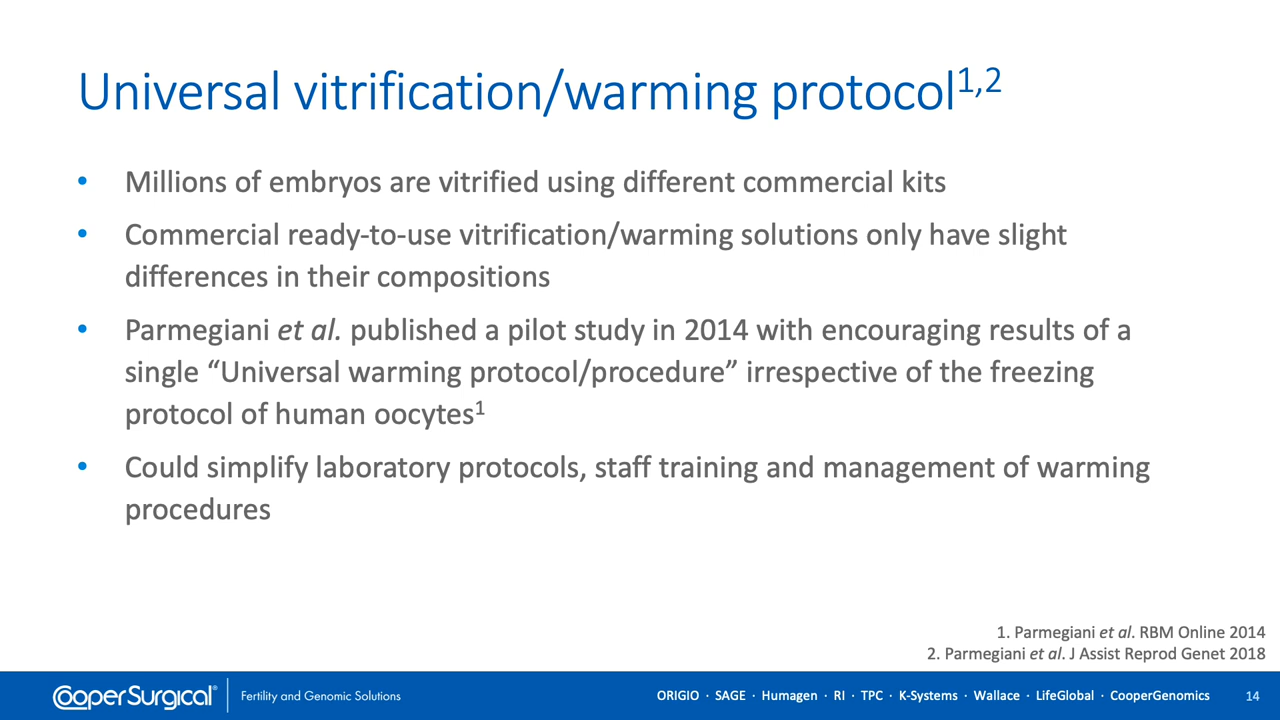 Universal vitrification/warming protocol1,2
• Millions of embryos are vitrified using different commercial kits
• Commercial ready-to-use vitrification/warming solutions only have slight
differences in their compositions
• Parmegiani et al. published a pilot study in 2014 with encouraging results of a
single “Universal warming protocol/procedure” irrespective of the freezing
protocol of human oocytes1
• Could simplify laboratory protocols, staff training and management of warming
procedures
1. Parmegiani et al. RBM Online 2014
2. Parmegiani et al. J Assist Reprod Genet 2018
CooperSurgical® Fertility and Genomic Solutions ORIGIO · SAGE · Humagen · RI · TPC · K-Systems · Wallace · LifeGlobal · CooperGenomics 14